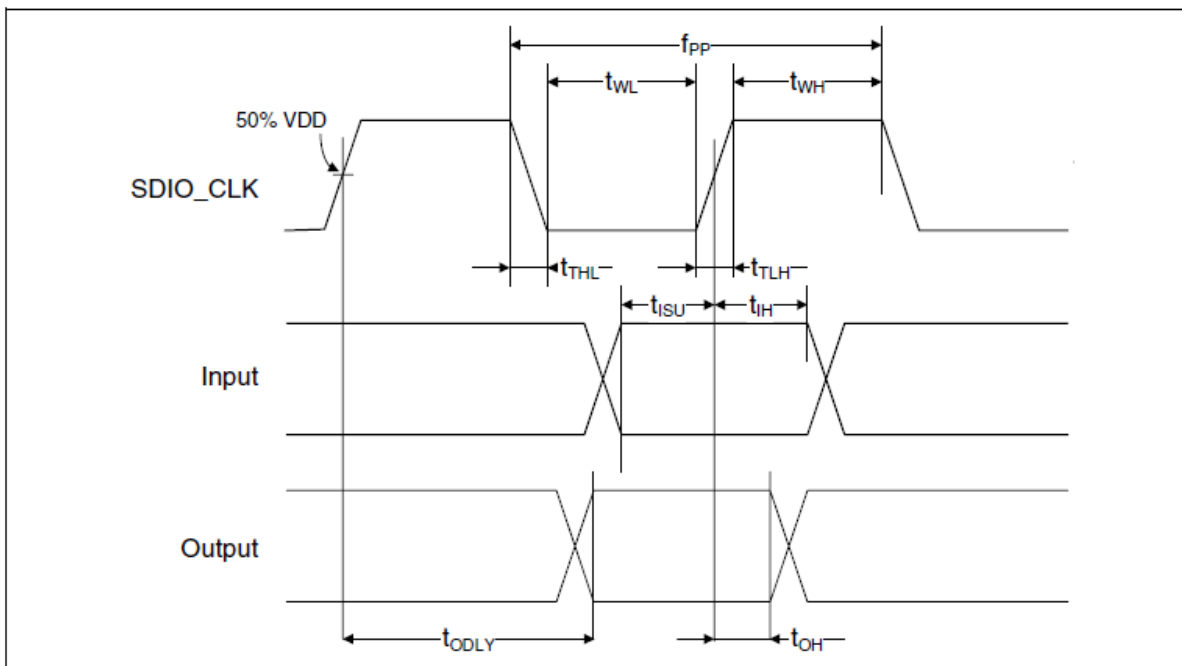 fPP
tWL
tWH
50% VDD
SDIO_CLK
tTHL
tTLH
tISU
tIH
Input
Output
tODLY
tOH